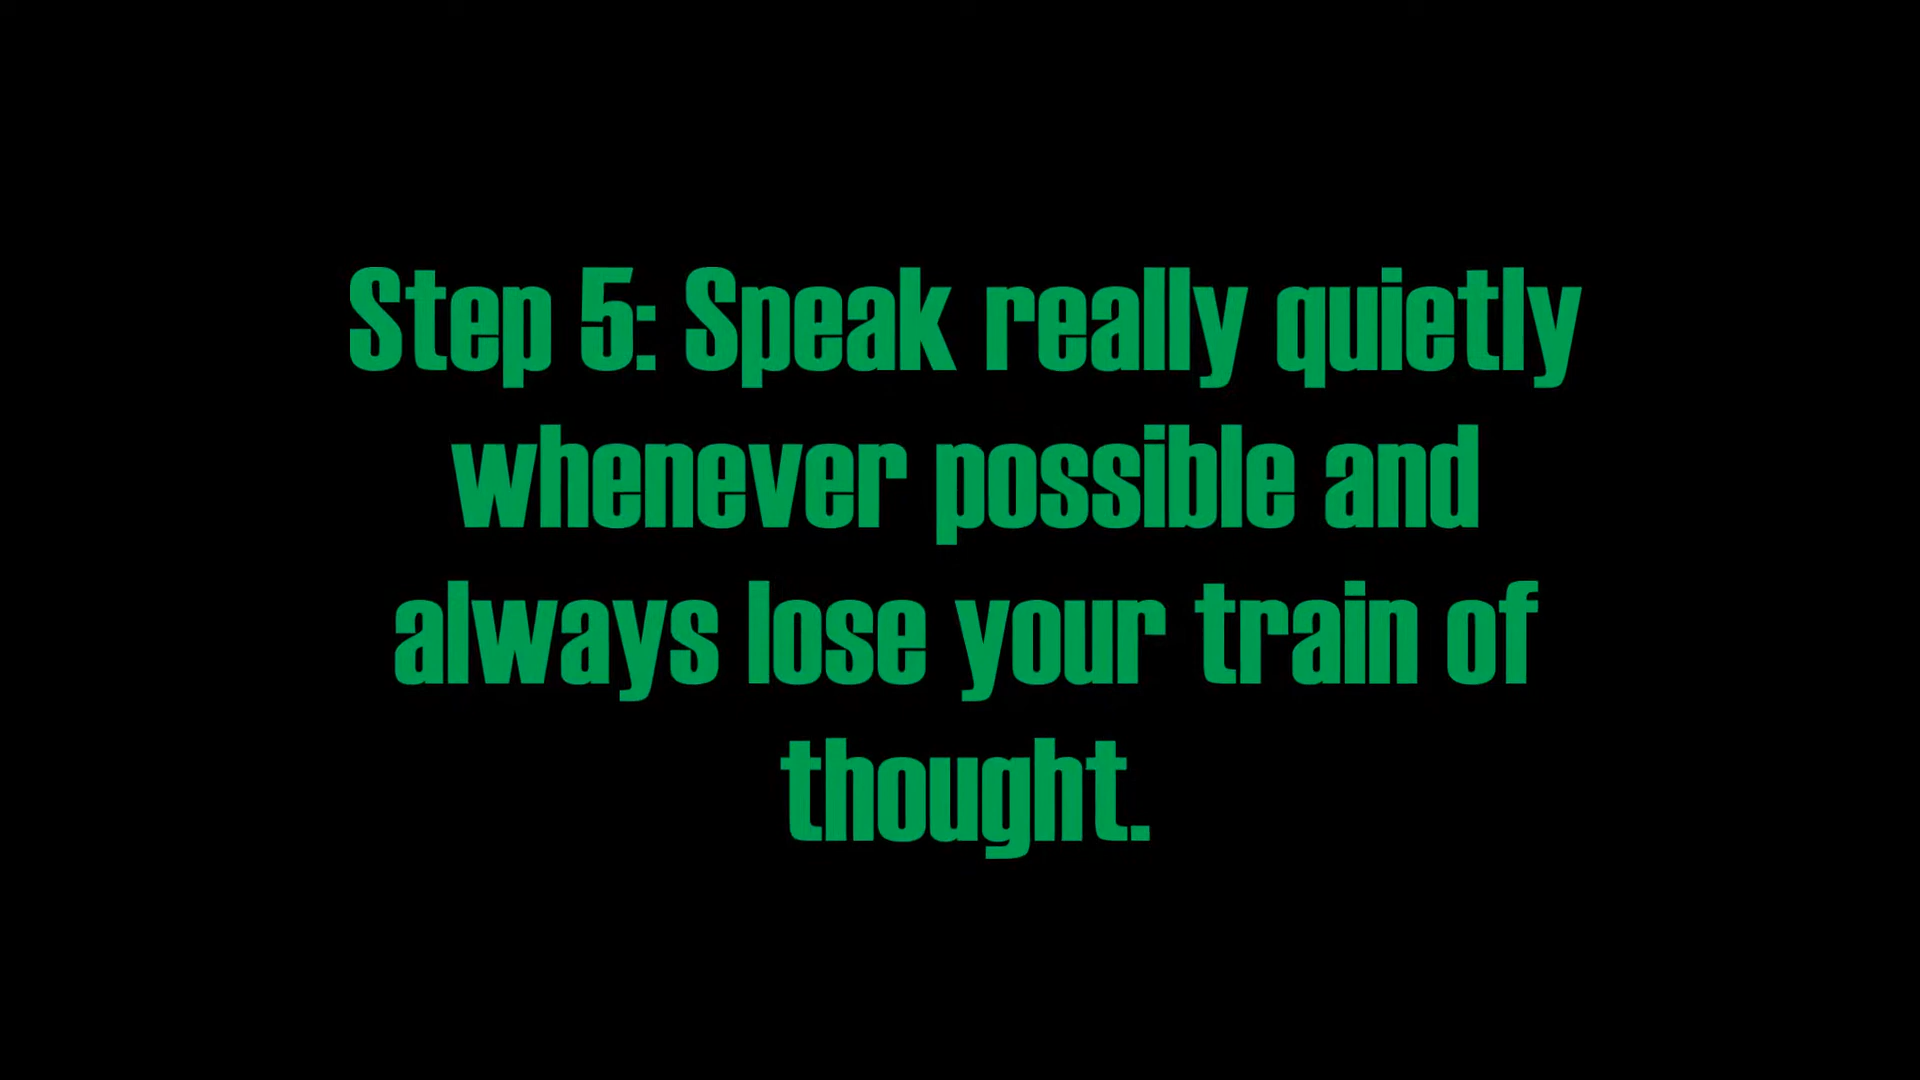 Step 5: Speak really quietly
whenever possible and
always lose your train of
thought.